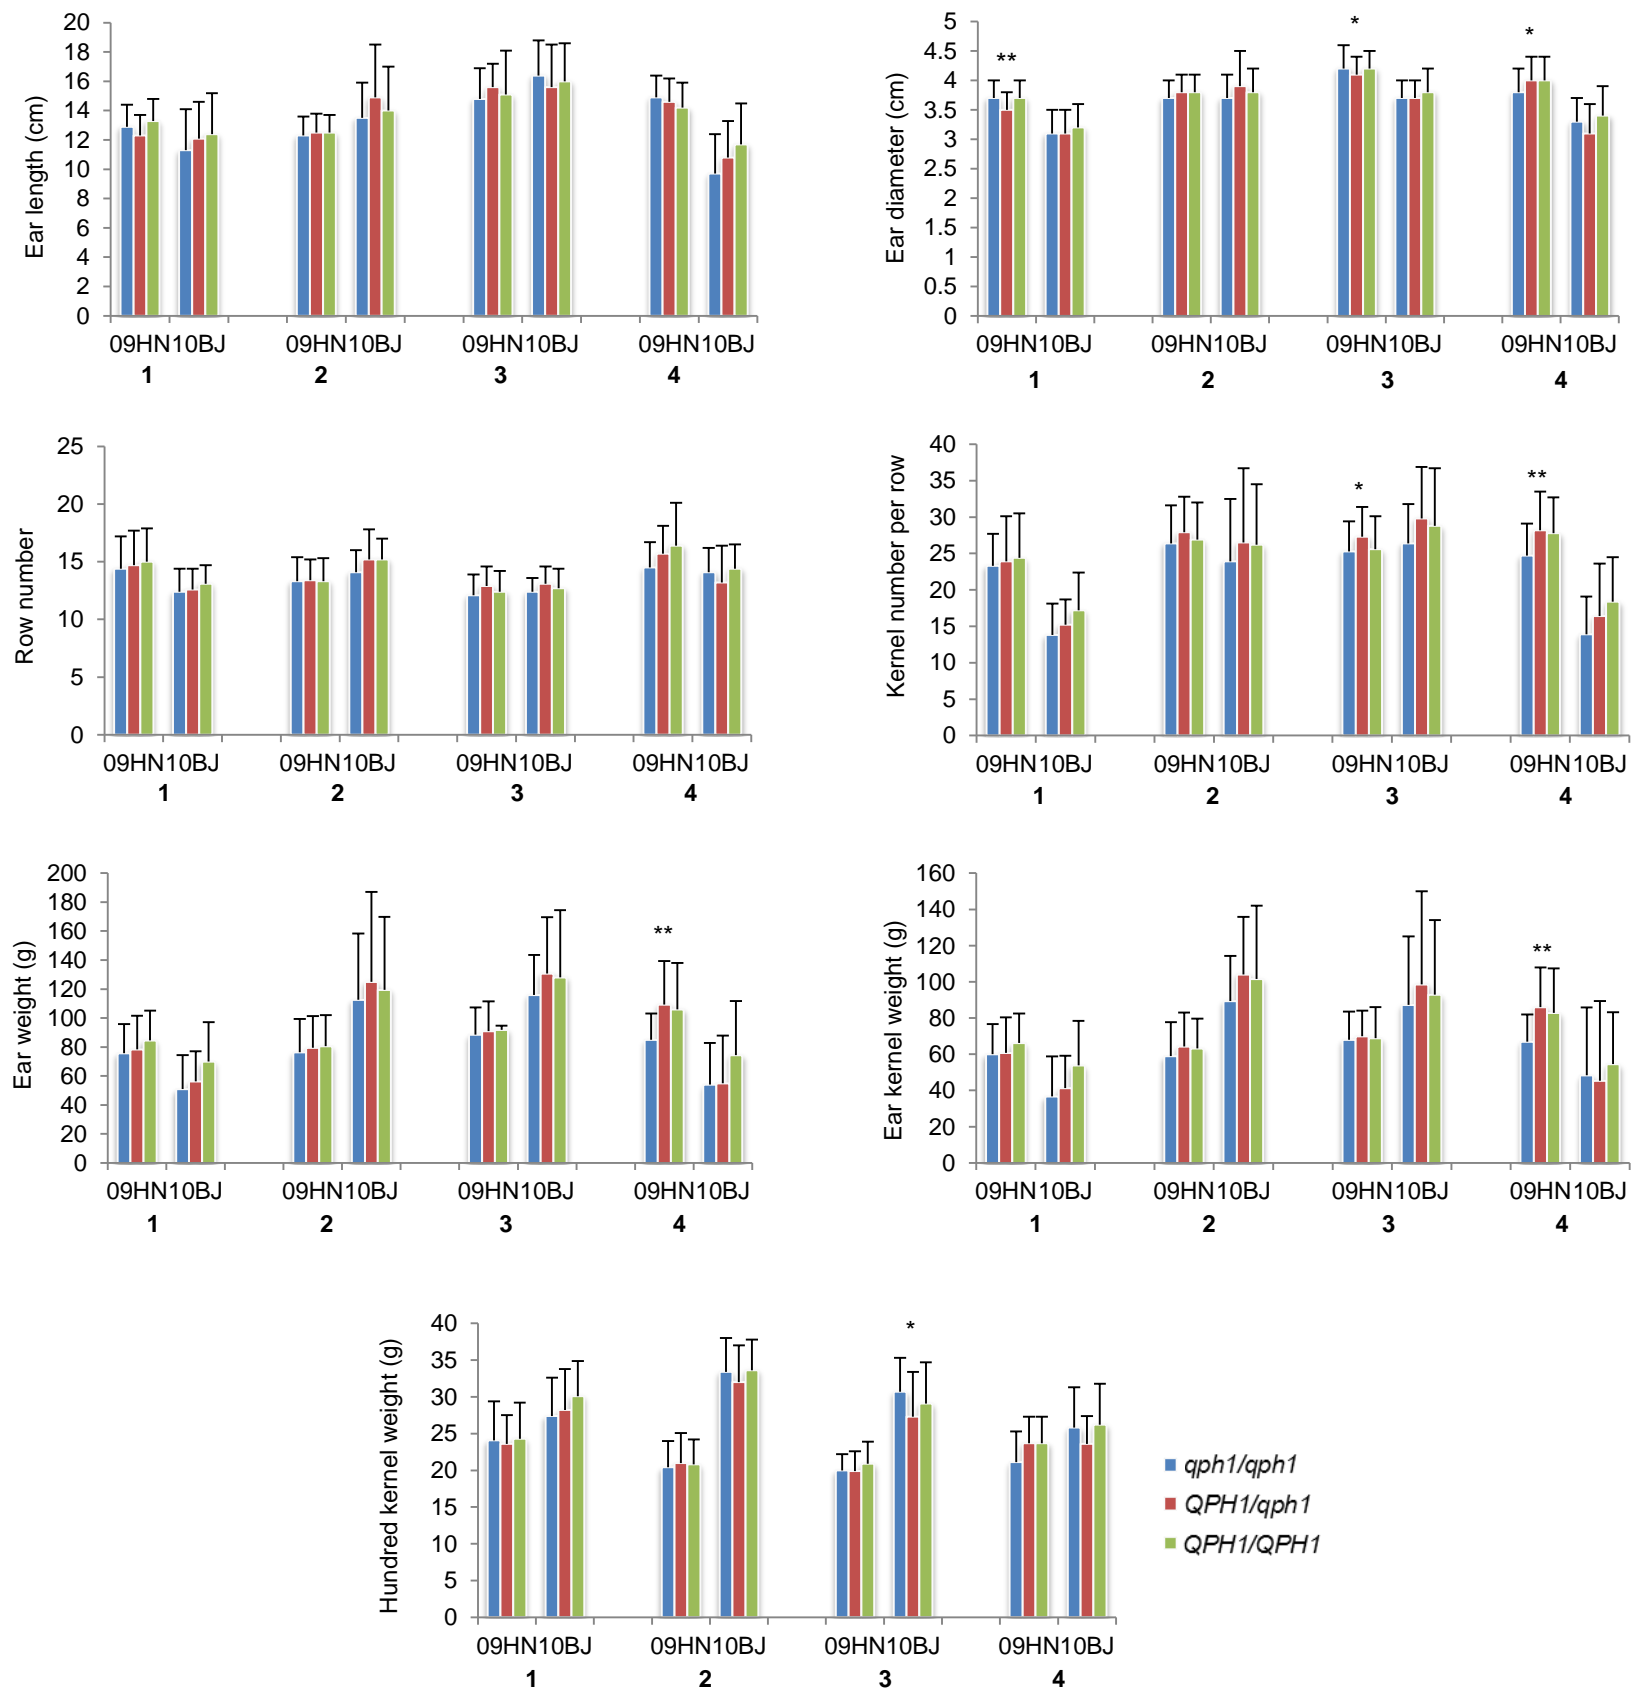 Ear length (cm)
20
18
16
14
12
10
8
6
4
2
0
09HN10BJ 09HN10BJ 09HN10BJ 09HN10BJ
1 2 3 4
Ear diameter (cm)
5
4.5
4
3.5
3
2.5
2
1.5
1
0.5
0
** * *
09HN10BJ 09HN10BJ 09HN10BJ 09HN10BJ
1 2 3 4
Row number
25
20
15
10
5
0
09HN10BJ 09HN10BJ 09HN10BJ 09HN10BJ
1 2 3 4
Kernel number per row
40
35
30
25
20
15
10
5
0
* **
09HN10BJ 09HN10BJ 09HN10BJ 09HN10BJ
1 2 3 4
Ear weight (g)
200
180
160
140
120
100
80
60
40
20
0
**
09HN10BJ 09HN10BJ 09HN10BJ 09HN10BJ
1 2 3 4
Ear kernel weight (g)
160
140
120
100
80
60
40
20
0
**
09HN10BJ 09HN10BJ 09HN10BJ 09HN10BJ
1 2 3 4
Hundred kernel weight (g)
40
35
30
25
20
15
10
5
0
*
09HN10BJ 09HN10BJ 09HN10BJ 09HN10BJ
1 2 3 4
qph1/qph1
QPH1/qph1
QPH1/QPH1